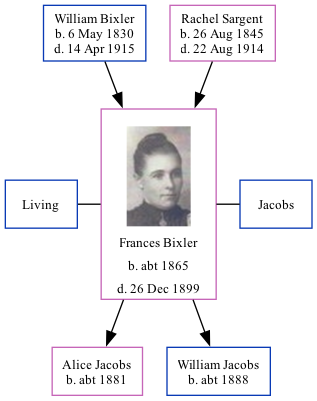 William Bixler
b. 6 May 1830
d. 14 Apr 1915
Rachel Sargent
b. 26 Aug 1845
d. 22 Aug 1914
Living
Frances Bixler
b. abt 1865
d. 26 Dec 1899
Jacobs
Alice Jacobs
b. abt 1881
William Jacobs
b. abt 1888